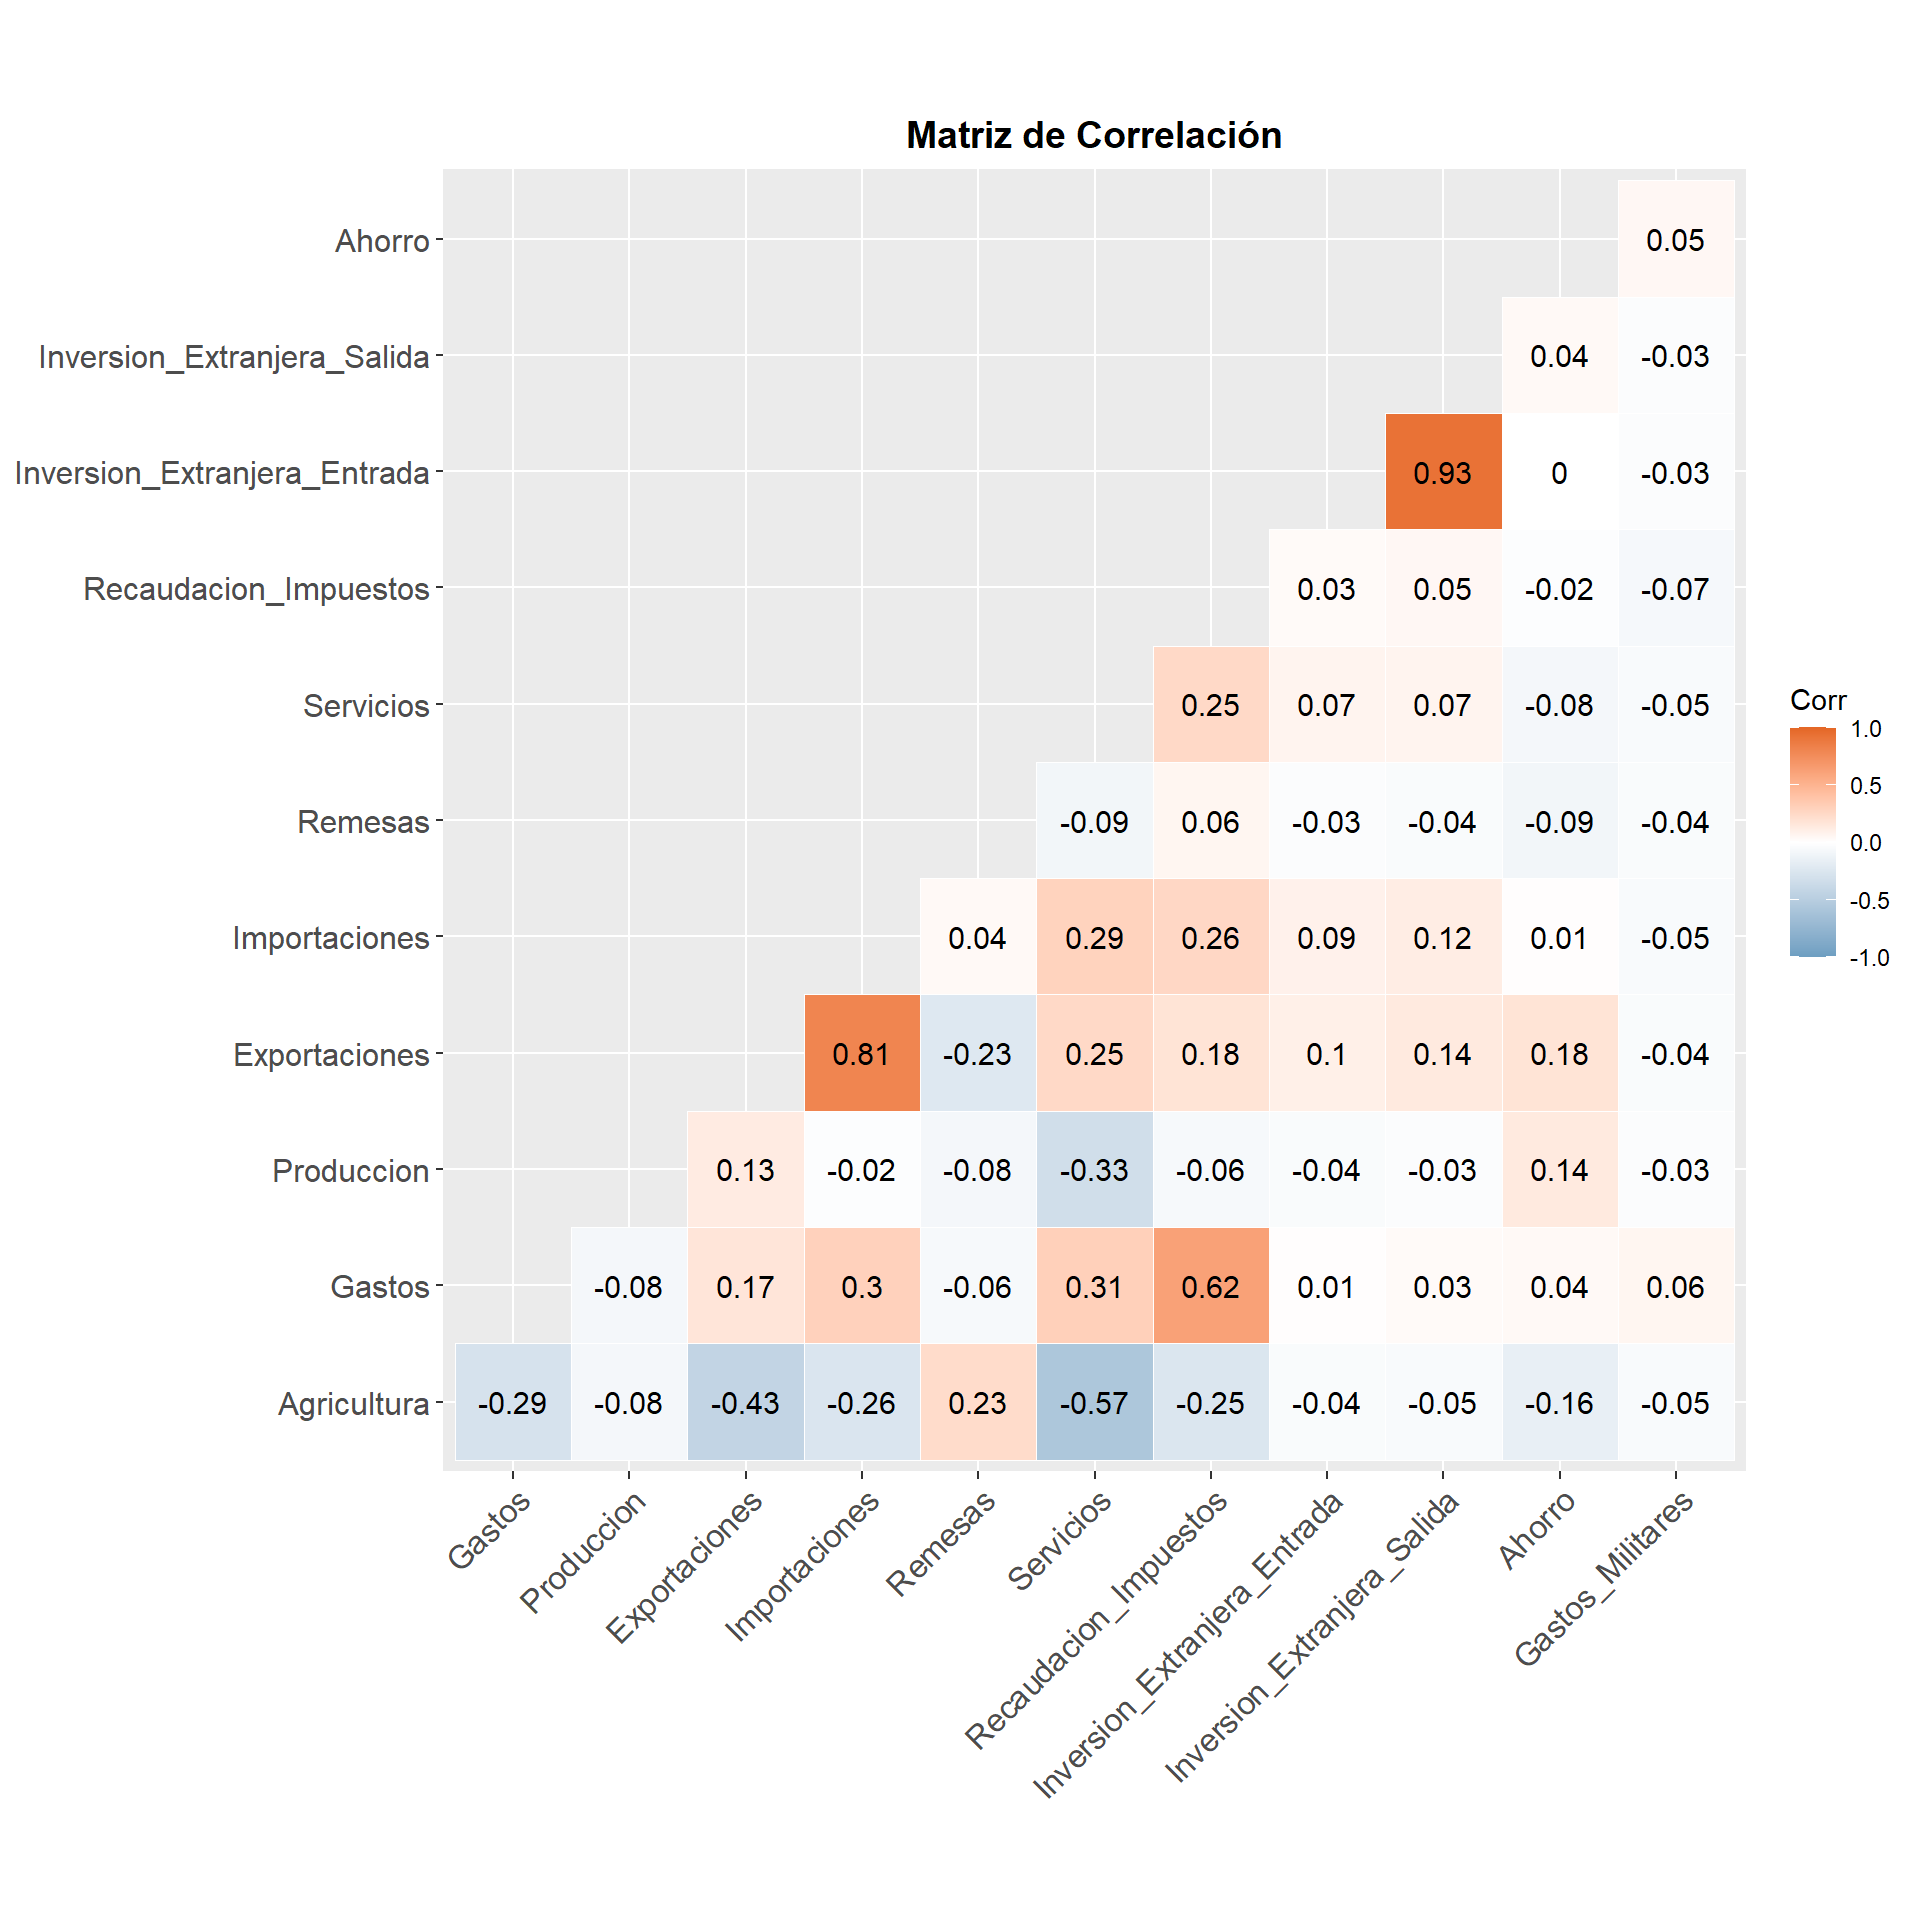 Matriz de Correlación
Ahorro 0.05
Inversion_Extranjera_Salida 0.04 -0.03
Inversion_Extranjera_Entrada 0.93 0 -0.03
Recaudacion_Impuestos 0.03 0.05 -0.02 -0.07
Servicios 0.25 0.07 0.07 -0.08 -0.05
Remesas -0.09 0.06 -0.03 -0.04 -0.09 -0.04
Importaciones 0.04 0.29 0.26 0.09 0.12 0.01 -0.05
Exportaciones 0.81 -0.23 0.25 0.18 0.1 0.14 0.18 -0.04
Produccion 0.13 -0.02 -0.08 -0.33 -0.06 -0.04 -0.03 0.14 -0.03
Gastos -0.08 0.17 0.3 -0.06 0.31 0.62 0.01 0.03 0.04 0.06
Agricultura -0.29 -0.08 -0.43 -0.26 0.23 -0.57 -0.25 -0.04 -0.05 -0.16 -0.05
Gastos
Produccion
Exportaciones
Importaciones
Remesas
Servicios
Recaudacion_Impuestos
Inversion_Extranjera_Entrada
Inversion_Extranjera_Salida
Ahorro
Gastos_Militares
Corr
1.0
0.5
0.0
-0.5
-1.0